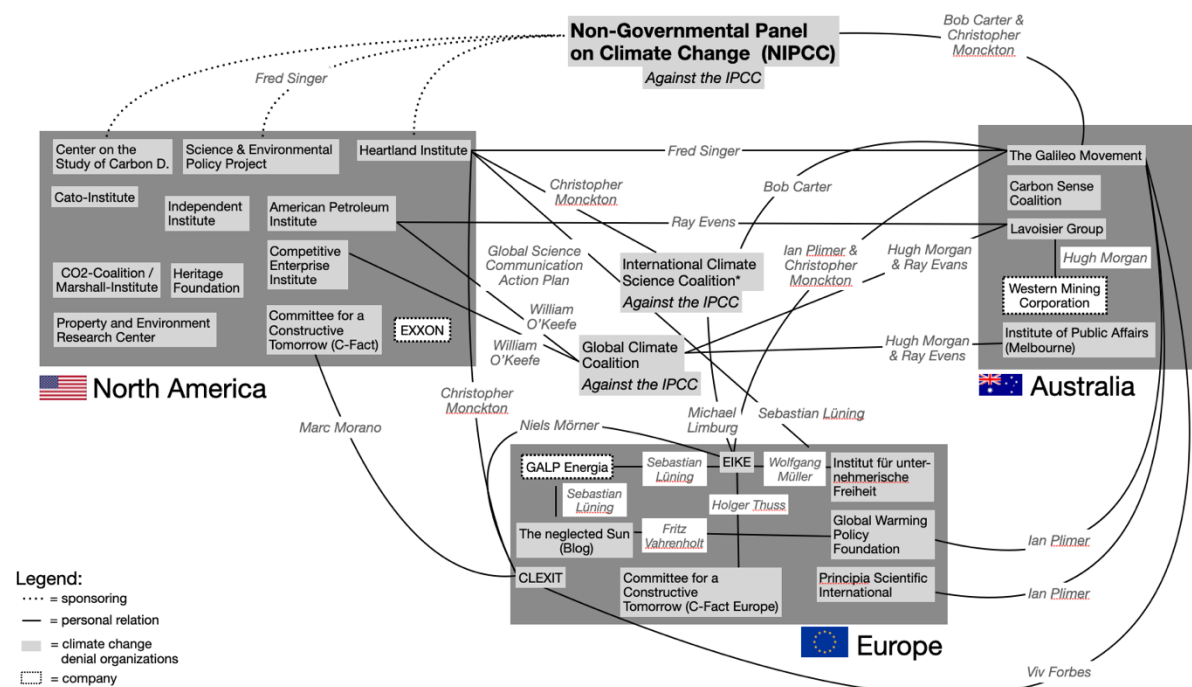 Non-Governmental Panel
on Climate Change (NIPCC)
Against the IPCC
Bob Carter &
Christopher
Monckton
Fred Singer
Center on the
Study of Carbon D.
Science & Environmental
Policy Project
Heartland Institute
Cato-Institute
Independent
Institute
American Petroleum
Institute
Competitive
Enterprise
Institute
CO2-Coalition /
Marshall-Institute
Heritage
Foundation
Property and Environment
Research Center
Committee for a
Constructive
Tomorrow (C-Fact)
EXXON
North America
Fred Singer
Christopher
Monckton
Bob Carter
Ray Evens
Global Science
Communication
Action Plan
International Climate
Science Coalition*
Against the IPCC
Ian Plimer &
Christopher
Monckton
Hugh Morgan
& Ray Evans
William
O'Keefe
William
O'Keefe
Global Climate
Coalition
Against the IPCC
Hugh Morgan
& Ray Evens
The Galileo Movement
Carbon Sense
Coalition
Lavoisier Group
Hugh Morgan
Western Mining
Corporation
Institute of Public Affairs
(Melbourne)
Australia
Christopher
Monckton
Marc Morano
Niels Mörner
Michael
Limburg
Sebastian Lüning
GALP Energia
Sebastian
Lüning
EIKE
Wolfgang
Müller
Institut für unter-
nehmerische
Freiheit
Sebastian
Lüning
Holger Thuss
The neglected Sun
(Blog)
Fritz
Vahrenholt
Global Warming
Policy
Foundation
CLEXIT
Committee for a
Constructive
Tomorrow (C-Fact Europe)
Principia Scientific
International
Ian Plimer
Ian Plimer
Europe
Viv Forbes
Legend:
= sponsoring
= personal relation
= climate change
denial organizations
= company